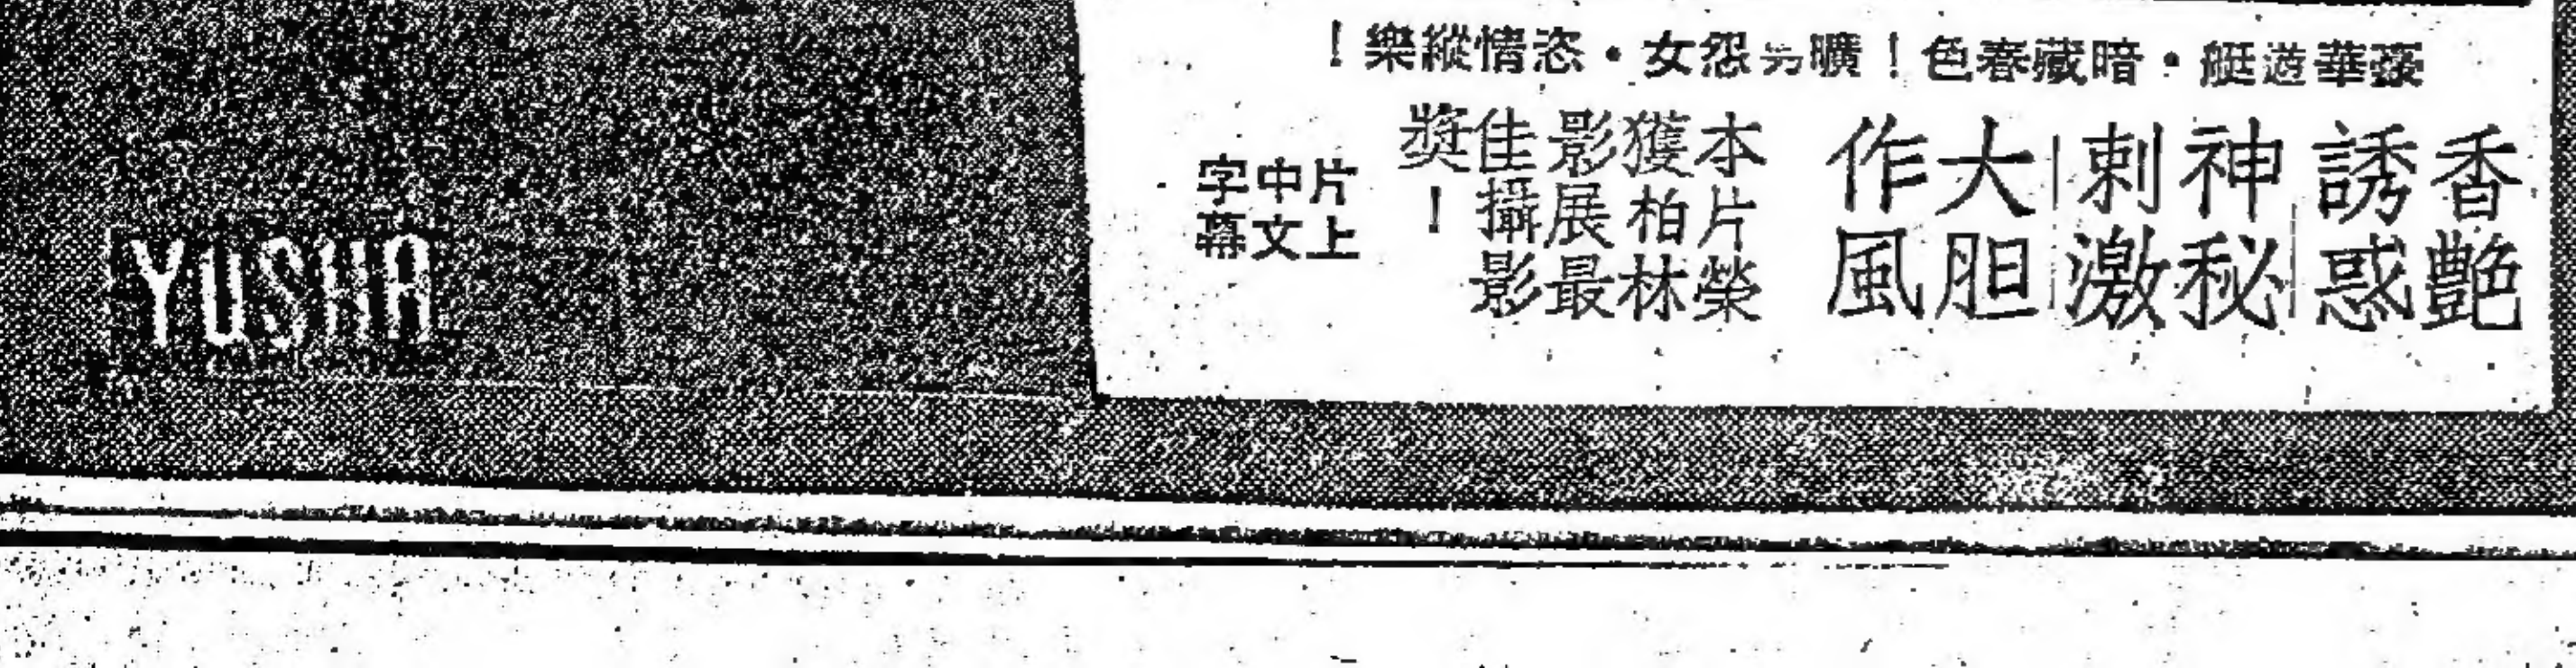 豪華遊艇・暗藏春色！曠男怨女・恣情縱樂！
香艷
誘惑
神秘
刺激
大胆
作風
本片榮
獲柏林
影展最
佳攝影
獎！
片上
中文
字幕
YUSHA